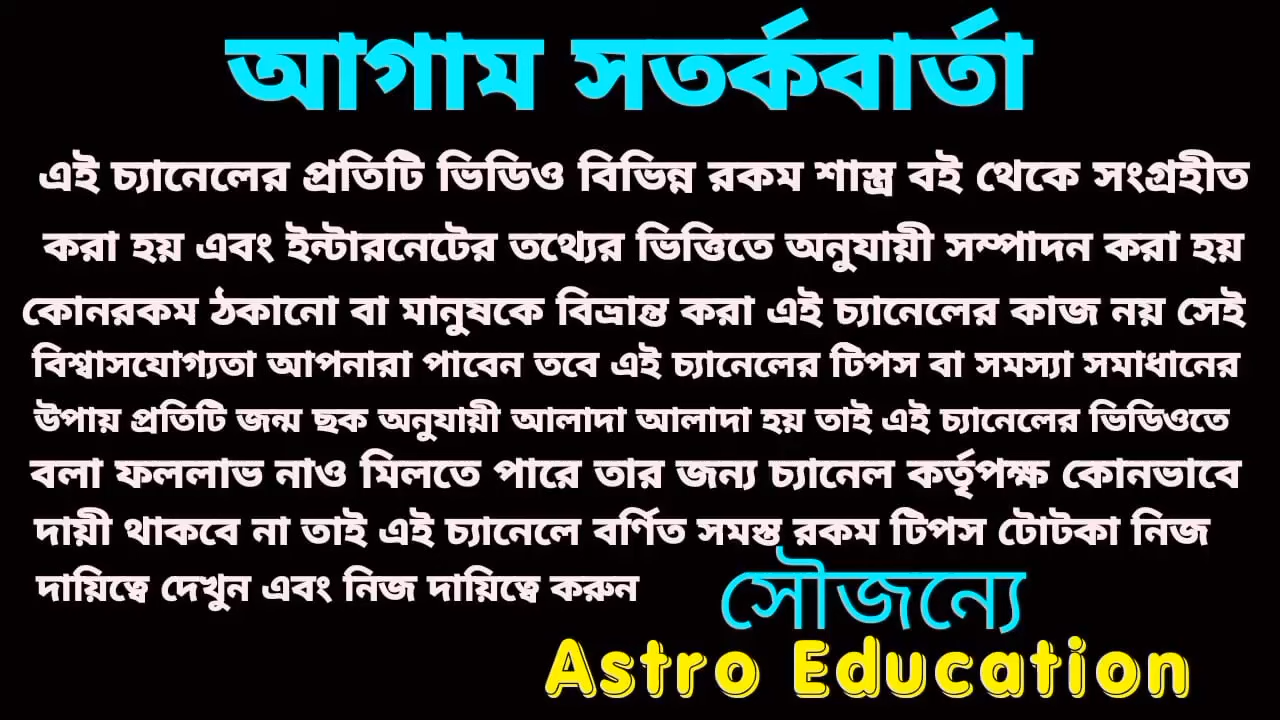 আগাম সতর্কবার্তা
এই চ্যানেলের প্রতিটি ভিডিও বিভিন্ন রকম শাস্ত্র বই থেকে সংগ্রহীত
করা হয় এবং ইন্টারনেটের তথ্যের ভিত্তিতে অনুযায়ী সম্পাদন করা হয়
কোনরকম ঠকানো বা মানুষকে বিভ্রান্ত করা এই চ্যানেলের কাজ নয় সেই
বিশ্বাসযোগ্যতা আপনারা পাবেন তবে এই চ্যানেলের টিপস বা সমস্যা সমাধানের
উপায় প্রতিটি জন্ম ছক অনুযায়ী আলাদা আলাদা হয় তাই এই চ্যানেলের ভিডিওতে
বলা ফললাভ নাও মিলতে পারে তার জন্য চ্যানেল কর্তৃপক্ষ কোনভাবে
দায়ী থাকবে না তাই এই চ্যানেলে বর্ণিত সমস্ত রকম টিপস টোটকা নিজ
দায়িত্বে দেখুন এবং নিজ দায়িত্বে করুন
সৌজন্যে
Astro Education